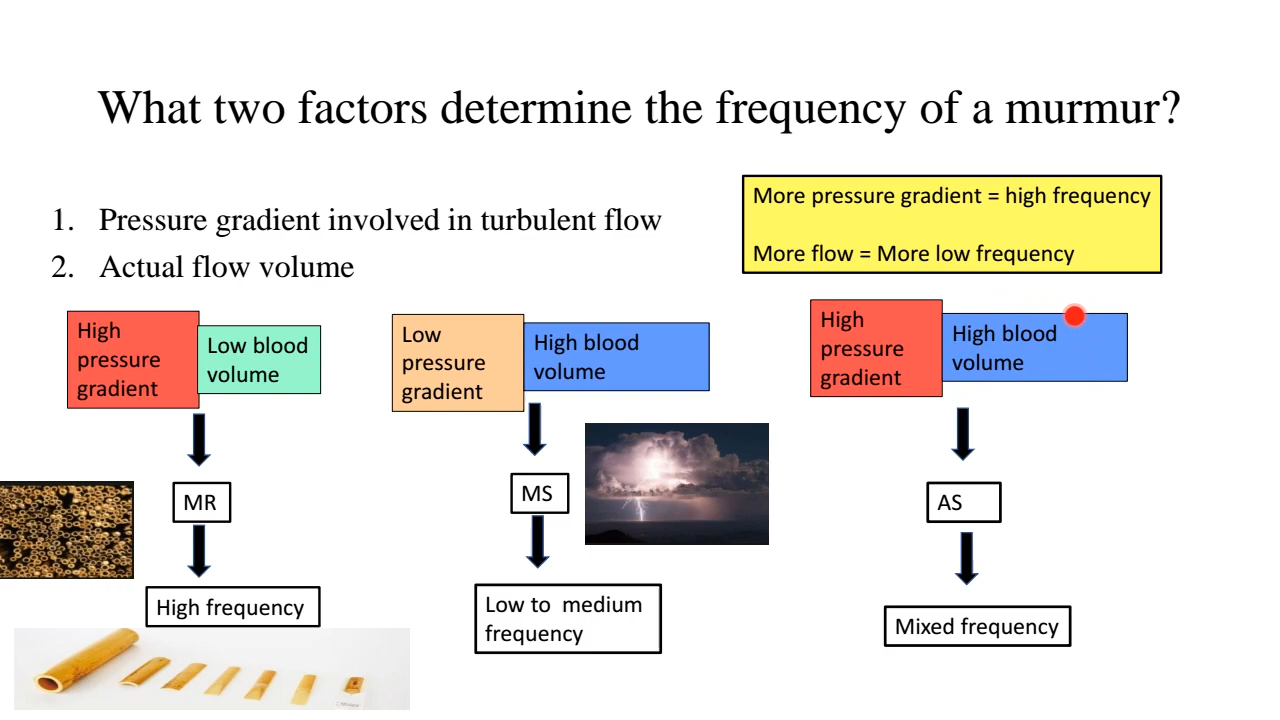 What two factors determine the frequency of a murmur?
1. Pressure gradient involved in turbulent flow
2. Actual flow volume
More pressure gradient = high frequency
More flow = More low frequency
High
pressure
gradient
Low blood
volume
MR
High frequency
Low
pressure
gradient
High blood
volume
MS
Low to medium
frequency
High
pressure
gradient
High blood
volume
AS
Mixed frequency